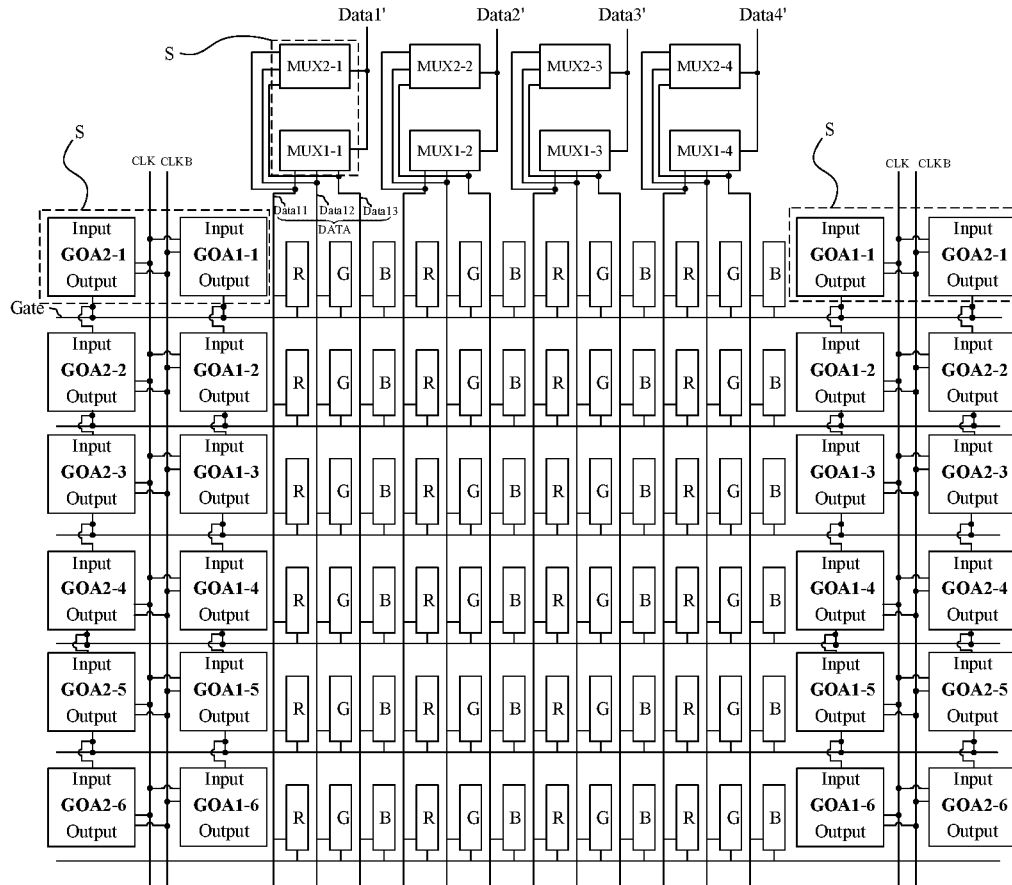 Data1' Data2' Data3' Data4'
S
MUX2-1 MUX2-2 MUX2-3 MUX2-4
S S
MUX1-1 MUX1-2 MUX1-3 MUX1-4
CLK CLKB CLK CLKB
Data11 Data12 Data13
DATA
Input Input Input Input
GOA2-1 GOA1-1 GOA1-1 GOA2-1
Output Output Output Output
R G B R G B R G B R G B
Gate
Input Input Input Input
GOA2-2 GOA1-2 GOA1-2 GOA2-2
Output Output Output Output
R G B R G B R G B R G B
Input Input Input Input
GOA2-3 GOA1-3 GOA1-3 GOA2-3
Output Output Output Output
R G B R G B R G B R G B
Input Input Input Input
GOA2-4 GOA1-4 GOA1-4 GOA2-4
Output Output Output Output
R G B R G B R G B R G B
Input Input Input Input
GOA2-5 GOA1-5 GOA1-5 GOA2-5
Output Output Output Output
R G B R G B R G B R G B
Input Input Input Input
GOA2-6 GOA1-6 GOA1-6 GOA2-6
Output Output Output Output
R G B R G B R G B R G B